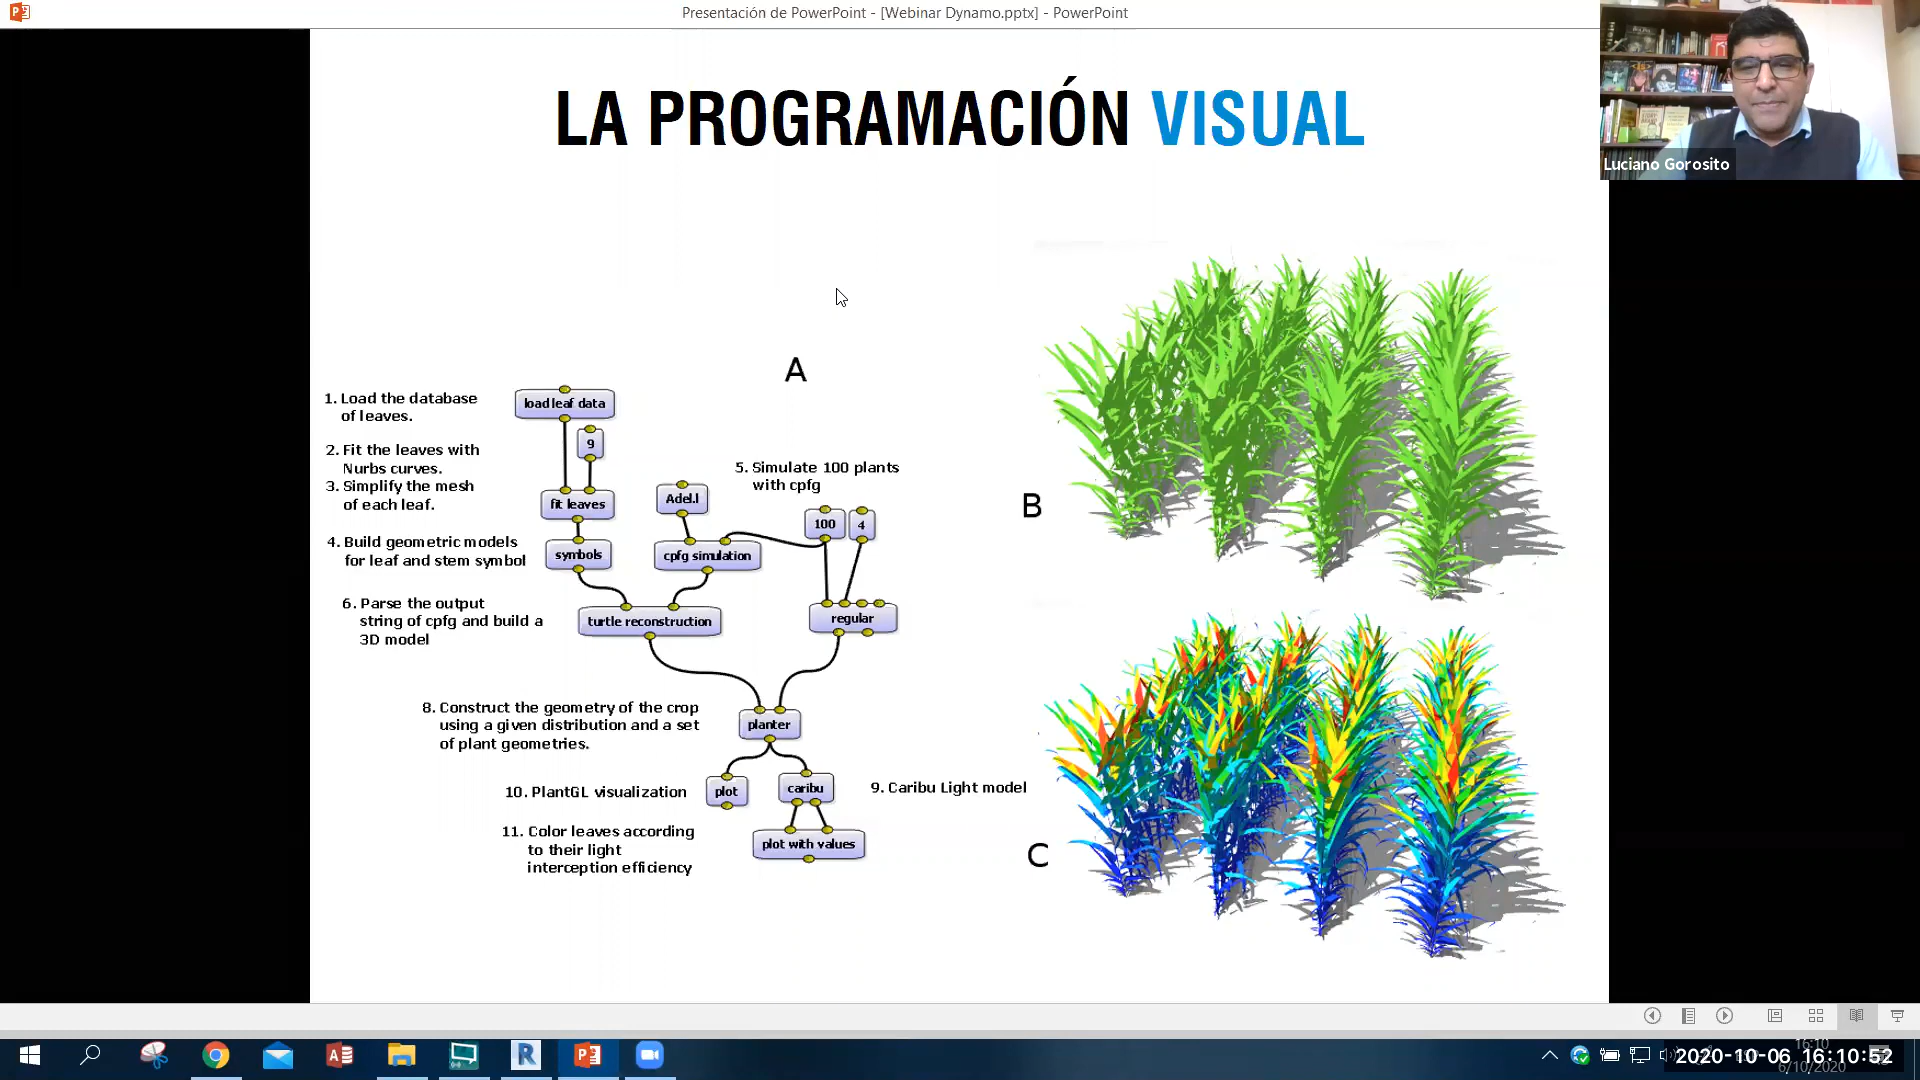 Presentación de PowerPoint - [Webinar Dynamo.pptx] - PowerPoint
LA PROGRAMACIÓN VISUAL
Luciano Gorosito
A
1. Load the database
of leaves.
2. Fit the leaves with
Nurbs curves.
3. Simplify the mesh
of each leaf.
4. Build geometric models
for leaf and stem symbol
6. Parse the output
string of cpfg and build a
3D model
8. Construct the geometry of the crop
using a given distribution and a set
of plant geometries.
10. PlantGL visualization
11. Color leaves according
to their light
interception efficiency
load leaf data
9
fit leaves
symbols
Adel.l
cpfg simulation
5. Simulate 100 plants
with cpfg
100
4
turtle reconstruction
regular
planter
plot
caribu
9. Caribu Light model
plot with values
B
C
16:10
6/10/2020
2020-10-06 16:10:52